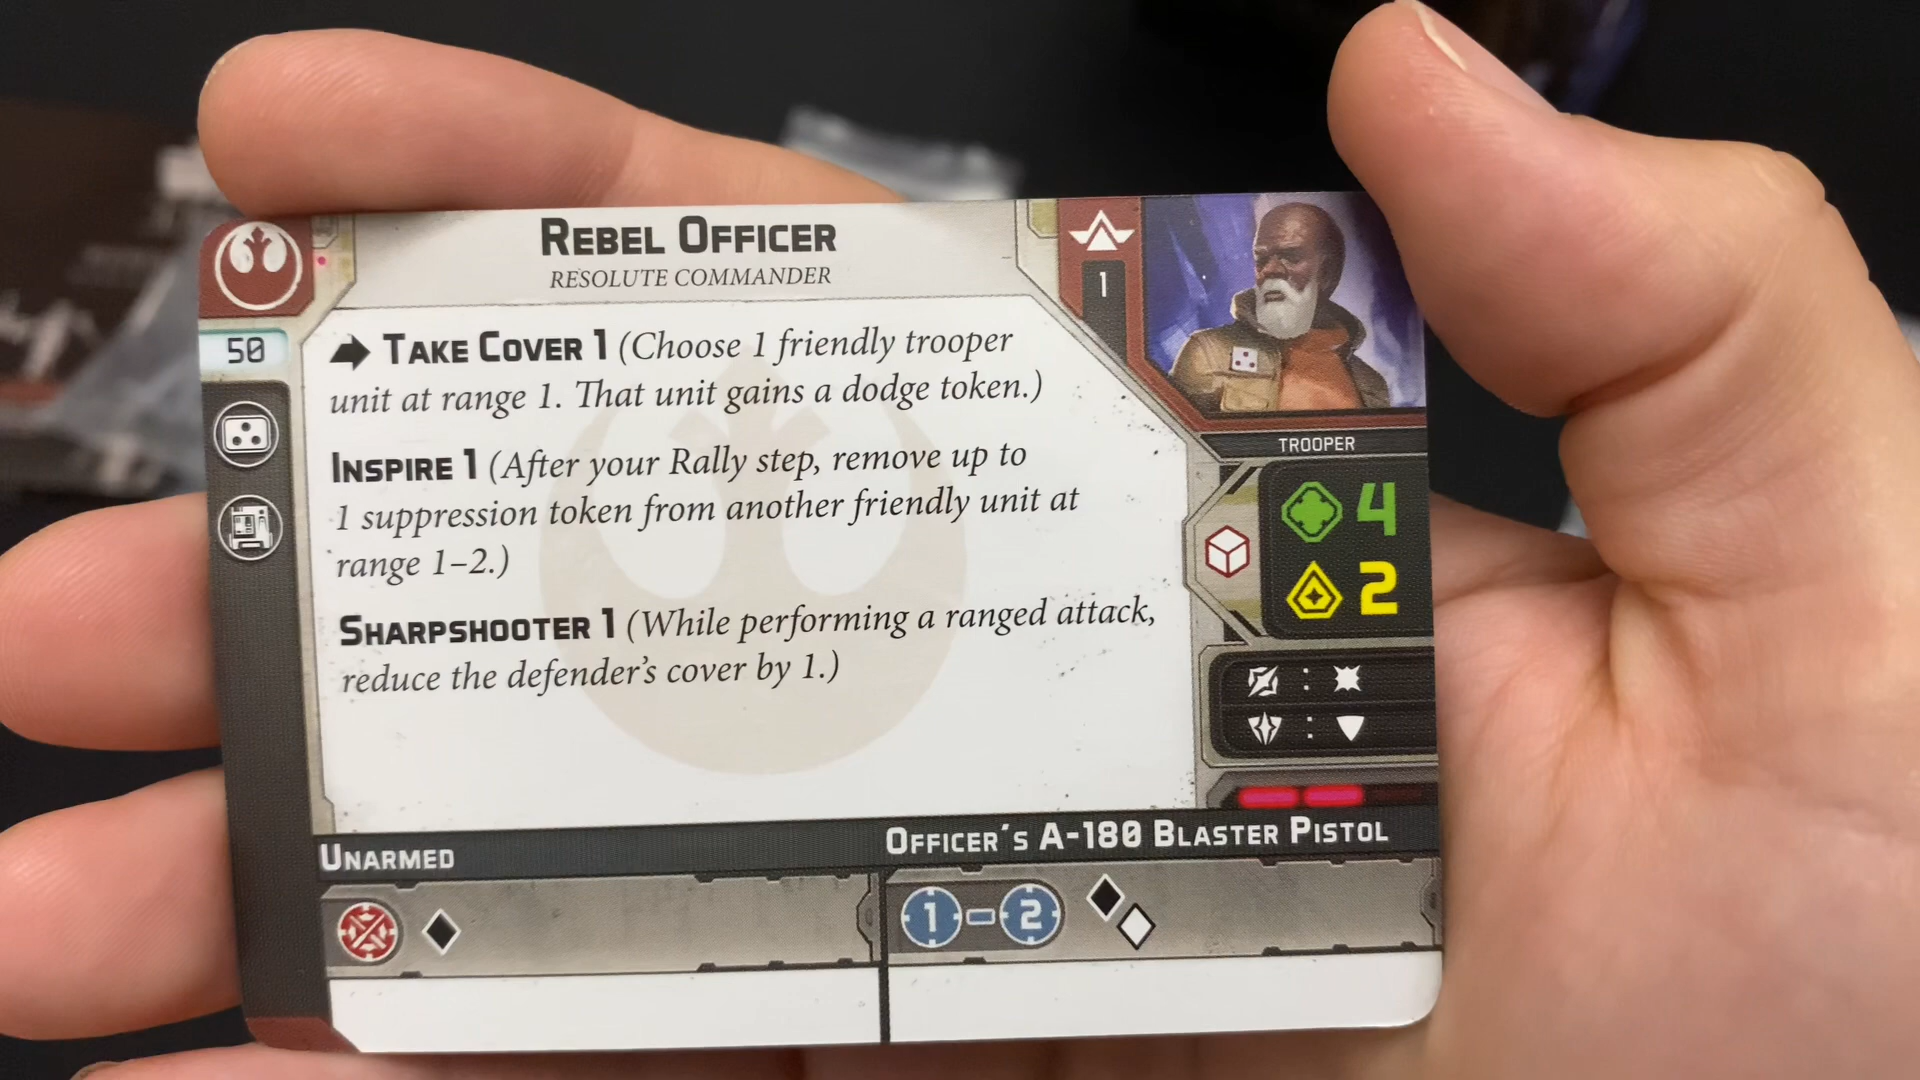 REBEL OFFICER
RESOLUTE COMMANDER
1
50
TAKE COVER 1 (Choose 1 friendly trooper
unit at range 1. That unit gains a dodge token.)
INSPIRE 1 (After your Rally step, remove up to
1 suppression token from another friendly unit at
range 1–2.)
SHARPSHOOTER 1 (While performing a ranged attack,
reduce the defender's cover by 1.)
TROOPER
4
2
:
:
UNARMED
OFFICER'S A-180 BLASTER PISTOL
1-2